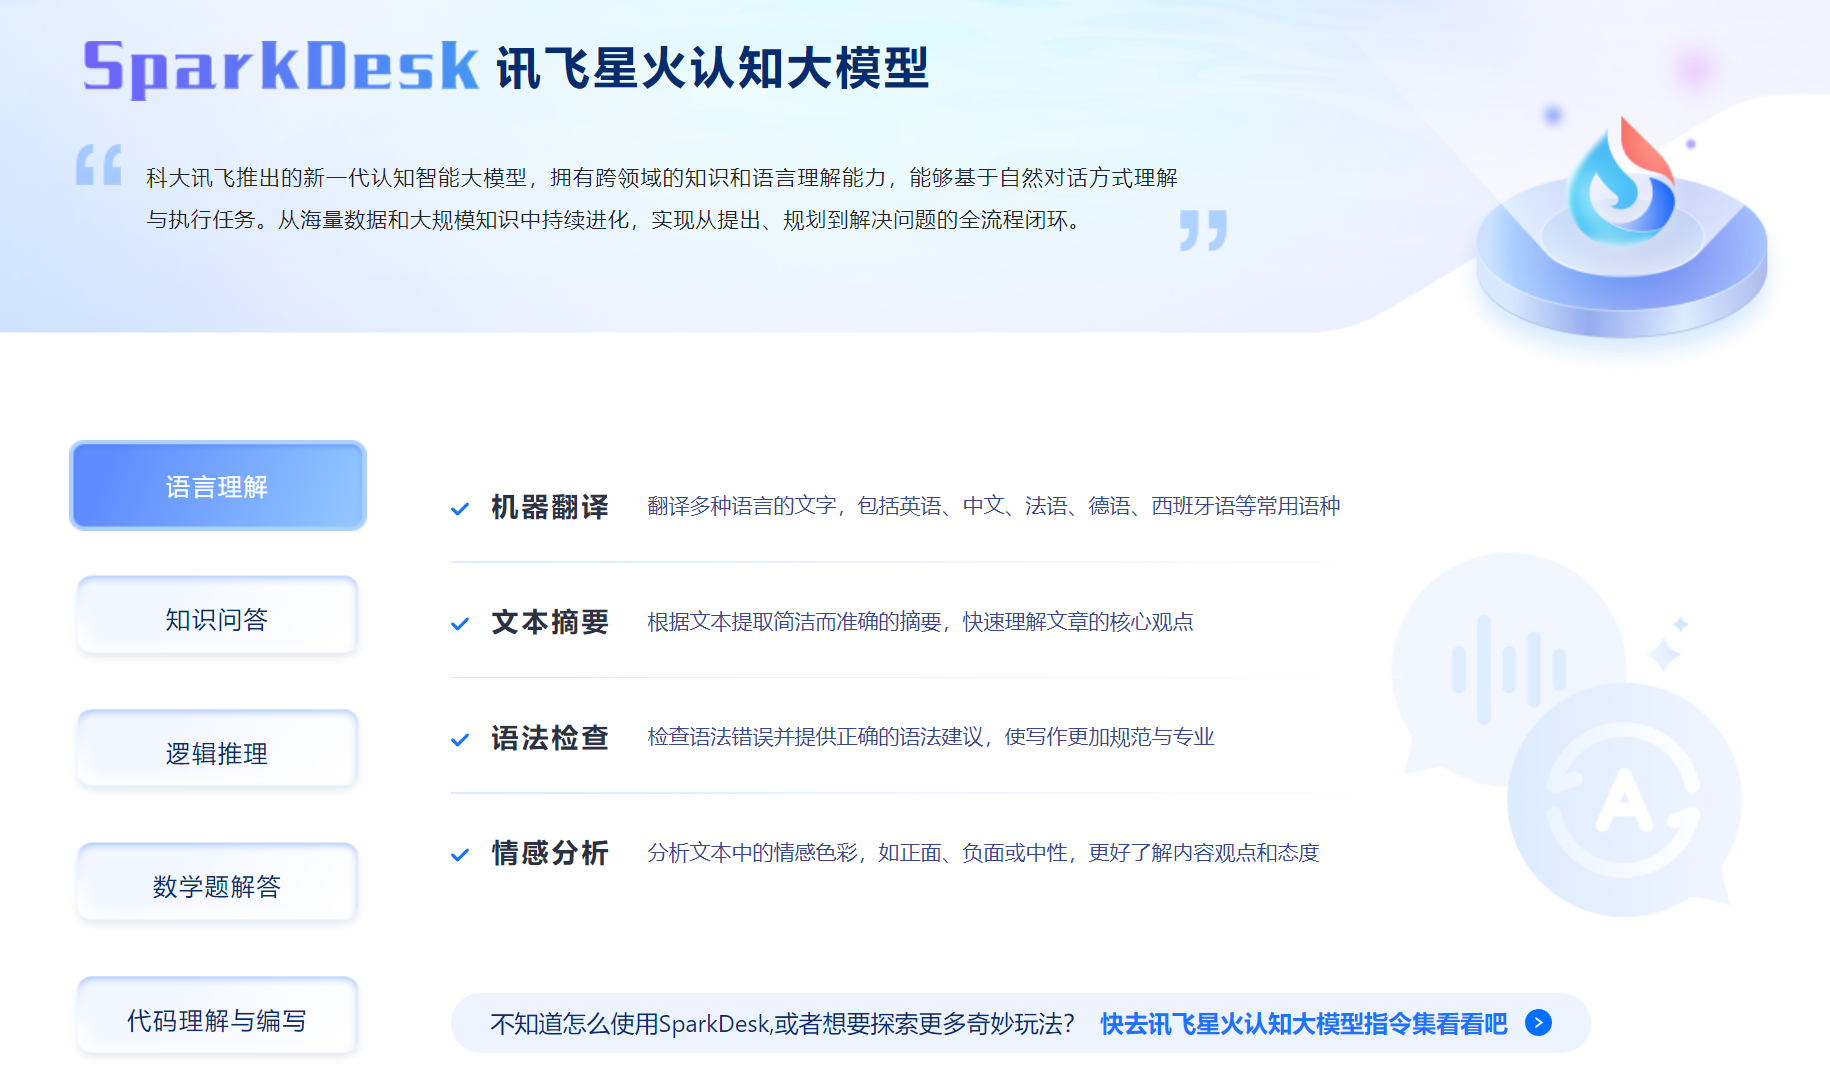 SparkDesk 讯飞星火认知大模型
“科大讯飞推出的新一代认知智能大模型，拥有跨领域的知识和语言理解能力，能够基于自然对话方式理解
与执行任务。从海量数据和大规模知识中持续进化，实现从提出、规划到解决问题的全流程闭环。”
语言理解
知识问答
逻辑推理
数学题解答
代码理解与编写
机器翻译 翻译多种语言的文字，包括英语、中文、法语、德语、西班牙语等常用语种
文本摘要 根据文本提取简洁而准确的摘要，快速理解文章的核心观点
语法检查 检查语法错误并提供正确的语法建议，使写作更加规范与专业
情感分析 分析文本中的情感色彩，如正面、负面或中性，更好了解内容观点和态度
A
不知道怎么使用SparkDesk,或者想要探索更多奇妙玩法？ 快去讯飞星火认知大模型指令集看看吧